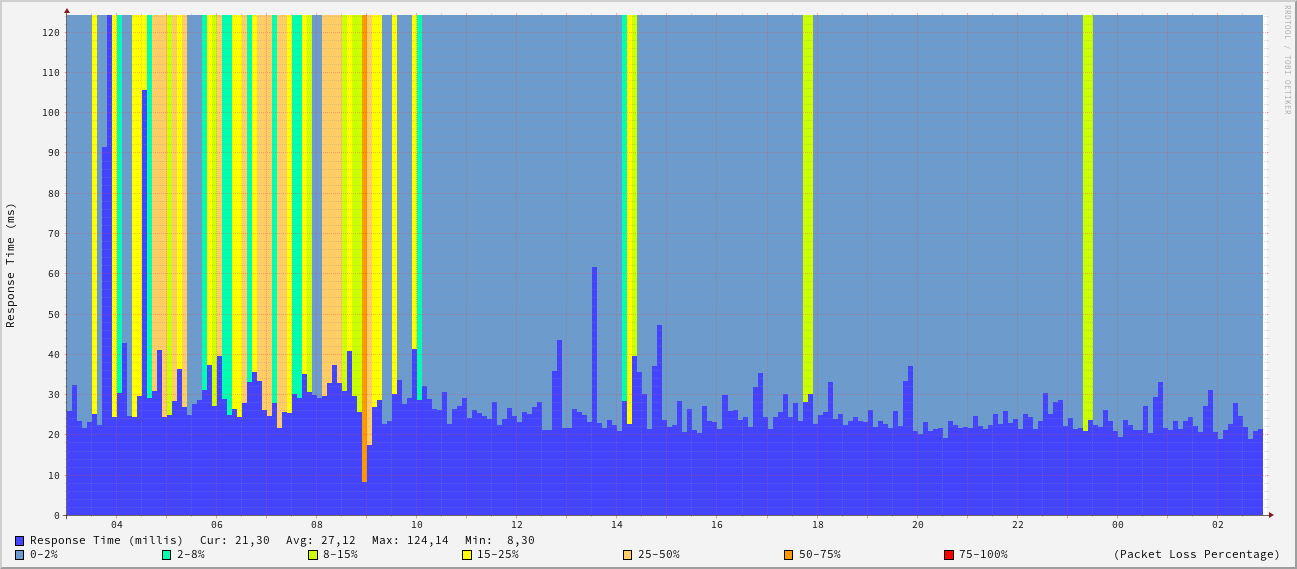 RRDTOOL / TOBI OETIKER
Response Time (ms)
120
110
100
90
80
70
60
50
40
30
20
10
0
04 06 08 10 12 14 16 18 20 22 00 02
Response Time (millis) Cur: 21,30 Avg: 27,12 Max: 124,14 Min: 8,30
0-2% 2-8% 8-15% 15-25% 25-50% 50-75% 75-100% (Packet Loss Percentage)